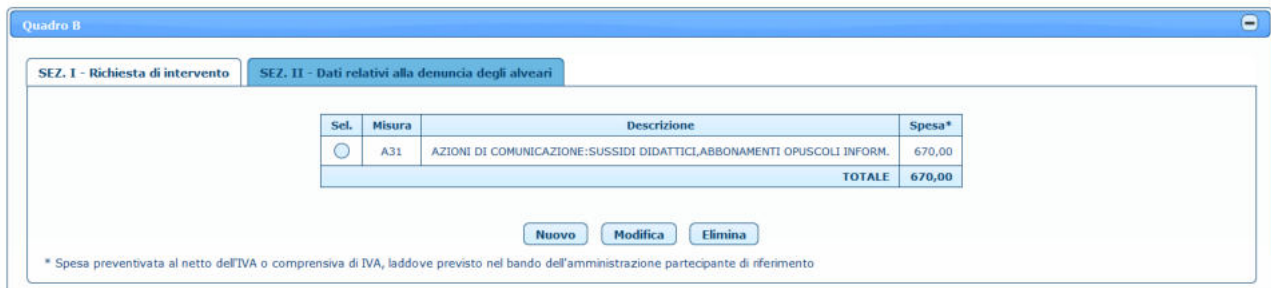 Quadro B
SEZ. I - Richiesta di intervento SEZ. II - Dati relativi alla denuncia degli alveari
Sel. Misura Descrizione Spesa*
A31 AZIONI DI COMUNICAZIONE:SUSSIDI DIDATTICI,ABBONAMENTI OPUSCOLI INFORM. 670,00
TOTALE 670,00
Nuovo Modifica Elimina
* Spesa preventivata al netto dell'IVA o comprensiva di IVA, laddove previsto nel bando dell'amministrazione partecipante di riferimento